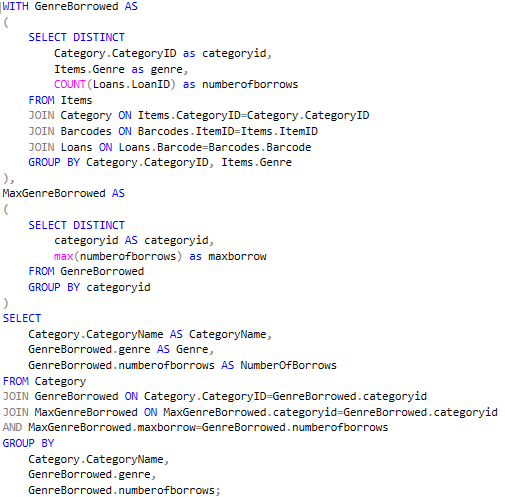 WITH GenreBorrowed AS
(
SELECT DISTINCT
Category.CategoryID as categoryid,
Items.Genre as genre,
COUNT(Loans.LoanID) as numberofborrows
FROM Items
JOIN Category ON Items.CategoryID=Category.CategoryID
JOIN Barcodes ON Barcodes.ItemID=Items.ItemID
JOIN Loans ON Loans.Barcode=Barcodes.Barcode
GROUP BY Category.CategoryID, Items.Genre
),
MaxGenreBorrowed AS
(
SELECT DISTINCT
categoryid AS categoryid,
max(numberofborrows) as maxborrow
FROM GenreBorrowed
GROUP BY categoryid
)
SELECT
Category.CategoryName AS CategoryName,
GenreBorrowed.genre AS Genre,
GenreBorrowed.numberofborrows AS NumberOfBorrows
FROM Category
JOIN GenreBorrowed ON Category.CategoryID=GenreBorrowed.categoryid
JOIN MaxGenreBorrowed ON MaxGenreBorrowed.categoryid=GenreBorrowed.categoryid
AND MaxGenreBorrowed.maxborrow=GenreBorrowed.numberofborrows
GROUP BY
Category.CategoryName,
GenreBorrowed.genre,
GenreBorrowed.numberofborrows;